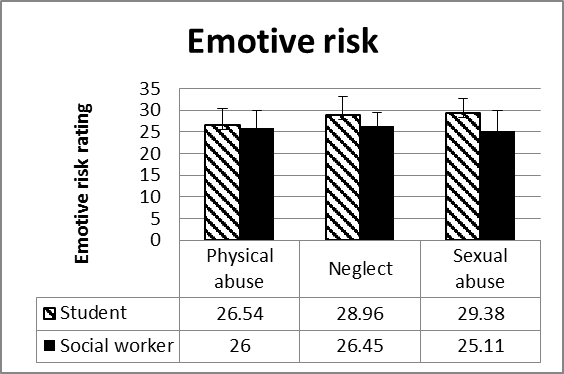 Emotive risk
Emotive risk rating
35
30
25
20
15
10
5
0
Physical abuse Neglect Sexual abuse
Student 26.54 28.96 29.38
Social worker 26 26.45 25.11